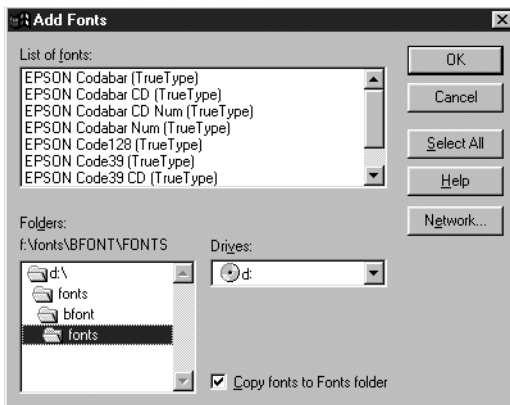 Add Fonts
List of fonts:
EPSON Codabar (TrueType)
EPSON Codabar CD (TrueType)
EPSON Codabar CD Num (TrueType)
EPSON Codabar Num (TrueType)
EPSON Code128 (TrueType)
EPSON Code39 (TrueType)
EPSON Code39 CD (TrueType)
OK
Cancel
Select All
Help
Network...
Folders:
f:\fonts\BFONT\FONTS
d:\
fonts
bfont
fonts
Drives:
d:
Copy fonts to Fonts folder